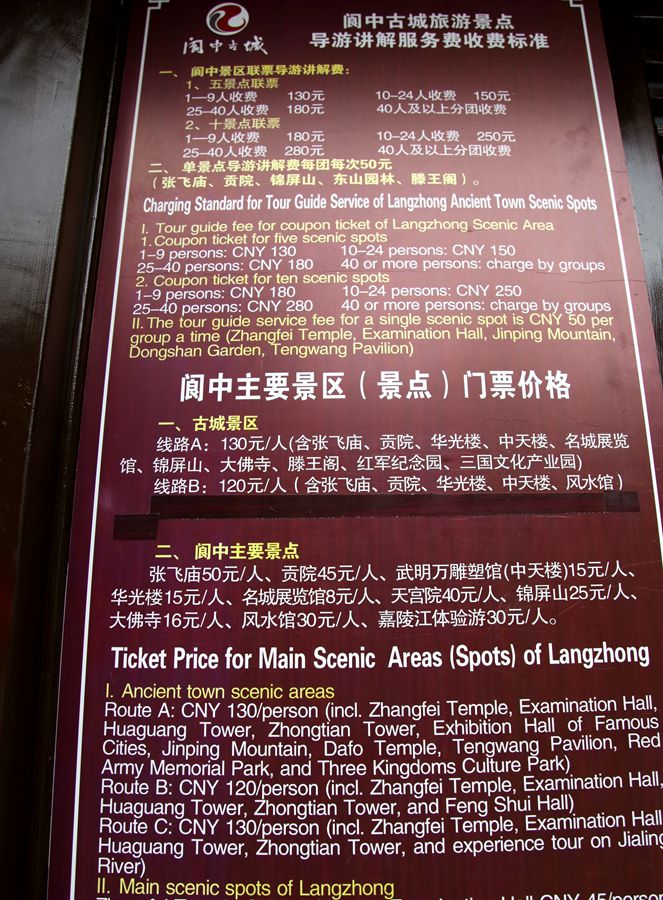 阆中古城
阆中古城旅游景点
导游讲解服务费收费标准
一、阆中景区联票导游讲解费：
1、五景点联票
1—9人收费 130元 10—24人收费 150元
25—40人收费 180元 40人及以上分团收费
2、十景点联票
1—9人收费 180元 10—24人收费 250元
25—40人收费 280元 40人及以上分团收费
二、单景点导游讲解费每团每次50元
（张飞庙、贡院、锦屏山、东山园林、滕王阁）。
Charging Standard for Tour Guide Service of Langzhong Ancient Town Scenic Spots
I. Tour guide fee for coupon ticket of Langzhong Scenic Area
1.Coupon ticket for five scenic spots
1–9 persons: CNY 130 10–24 persons: CNY 150
25–40 persons: CNY 180 40 or more persons: charge by groups
2. Coupon ticket for ten scenic spots
1–9 persons: CNY 180 10–24 persons: CNY 250
25–40 persons: CNY 280 40 or more persons: charge by groups
II.The tour guide service fee for a single scenic spot is CNY 50 per
group a time (Zhangfei Temple, Examination Hall, Jinping Mountain,
Dongshan Garden, Tengwang Pavilion)
阆中主要景区（景点）门票价格
一、古城景区
线路A：130元/人(含张飞庙、贡院、华光楼、中天楼、名城展览
馆、锦屏山、大佛寺、滕王阁、红军纪念园、三国文化产业园)
线路B：120元/人（含张飞庙、贡院、华光楼、中天楼、风水馆）
二、阆中主要景点
张飞庙50元/人、贡院45元/人、武明万雕塑馆(中天楼)15元/人、
华光楼15元/人、名城展览馆8元/人、天宫院40元/人、锦屏山25元/人、
大佛寺16元/人、风水馆30元/人、嘉陵江体验游30元/人。
Ticket Price for Main Scenic Areas (Spots) of Langzhong
I. Ancient town scenic areas
Route A: CNY 130/person (incl. Zhangfei Temple, Examination Hall,
Huaguang Tower, Zhongtian Tower, Exhibition Hall of Famous
Cities, Jinping Mountain, Dafo Temple, Tengwang Pavilion, Red
Army Memorial Park, and Three Kingdoms Culture Park)
Route B: CNY 120/person (incl. Zhangfei Temple, Examination Hall,
Huaguang Tower, Zhongtian Tower, and Feng Shui Hall)
Route C: CNY 130/person (incl. Zhangfei Temple, Examination Hall
Huaguang Tower, Zhongtian Tower, and experience tour on Jialing
River)
II. Main scenic spots of Langzhong